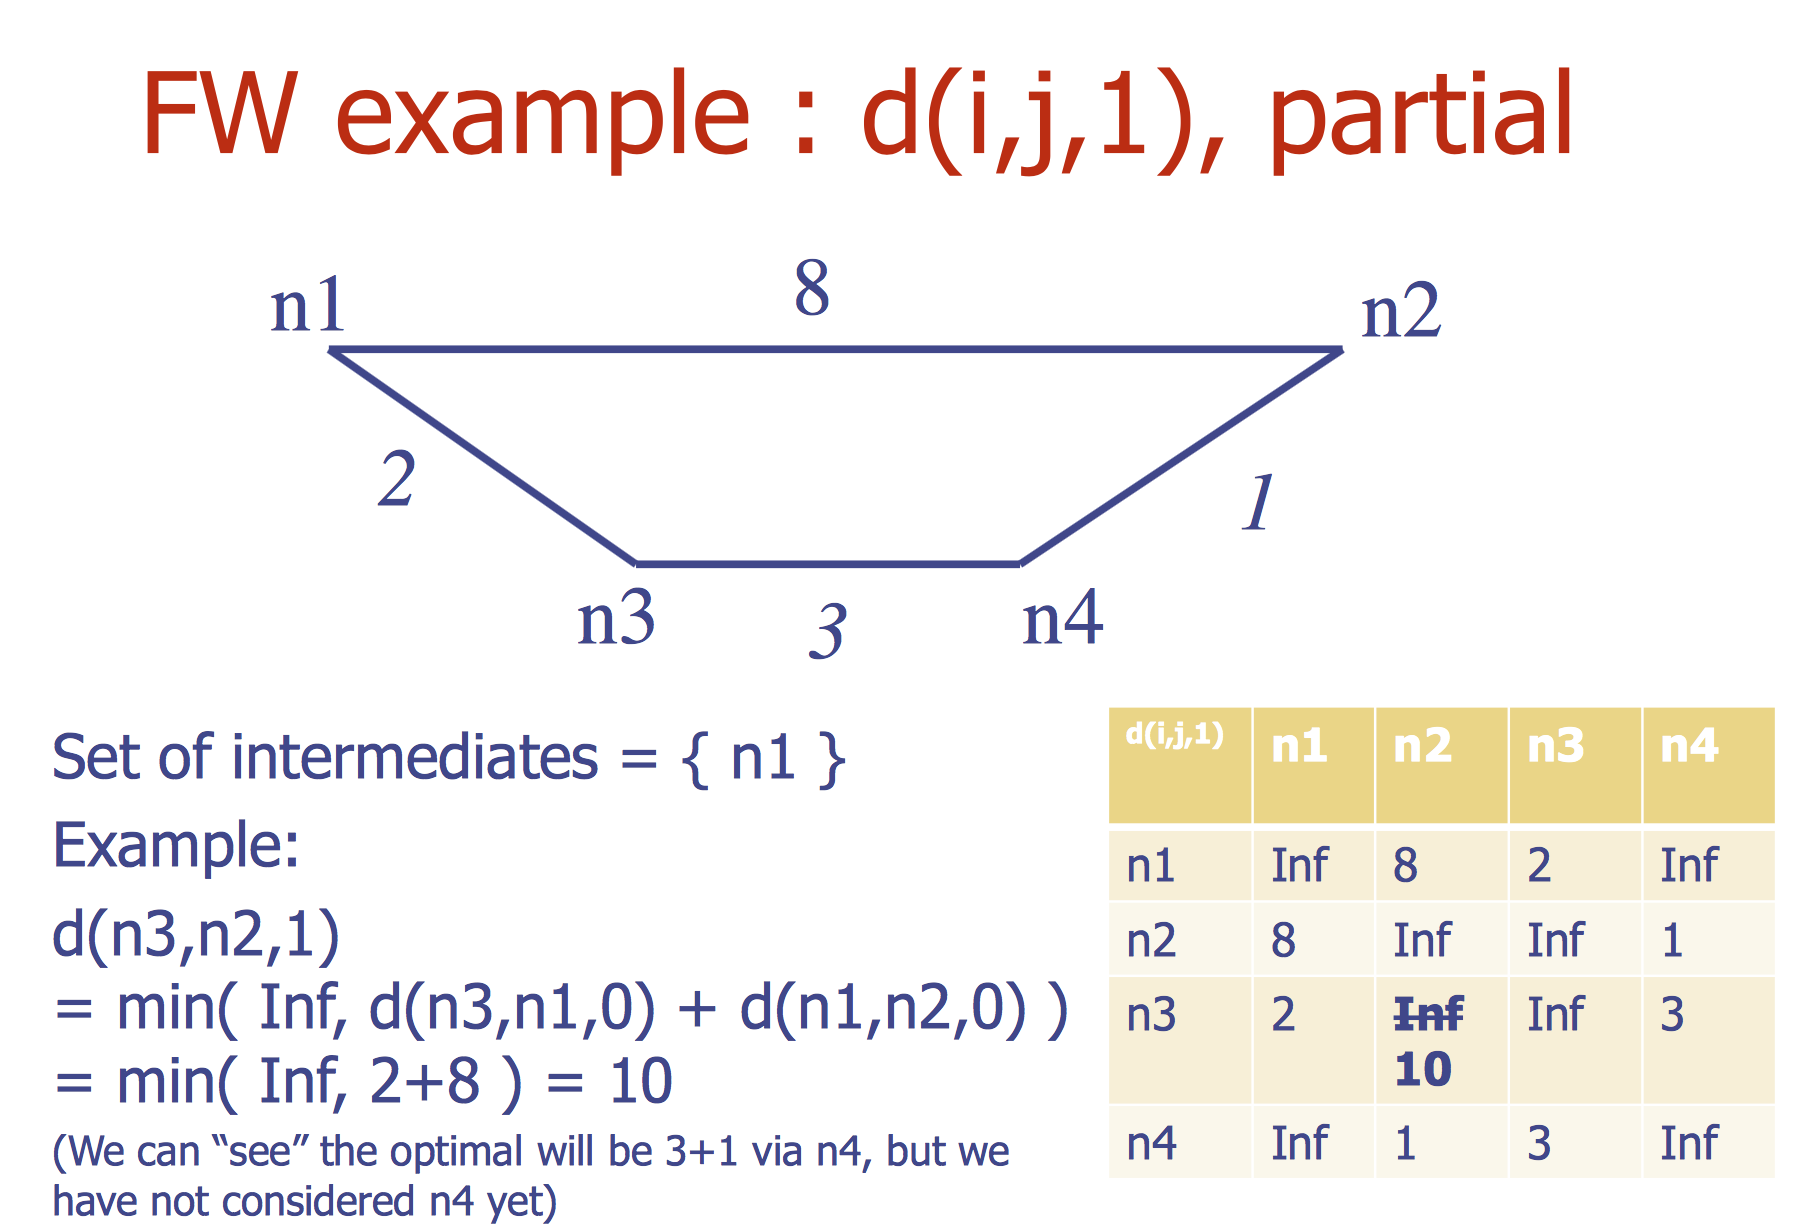 FW example : d(i,j,1), partial
n1
8
n2
2
1
n3
3
n4
Set of intermediates = { n1 }
Example:
d(n3,n2,1)
= min( Inf, d(n3,n1,0) + d(n1,n2,0) )
= min( Inf, 2+8 ) = 10
(We can “see” the optimal will be 3+1 via n4, but we
have not considered n4 yet)
d(i,j,1) n1 n2 n3 n4
n1 Inf 8 2 Inf
n2 8 Inf Inf 1
n3 2 Inf Inf 3
10
n4 Inf 1 3 Inf